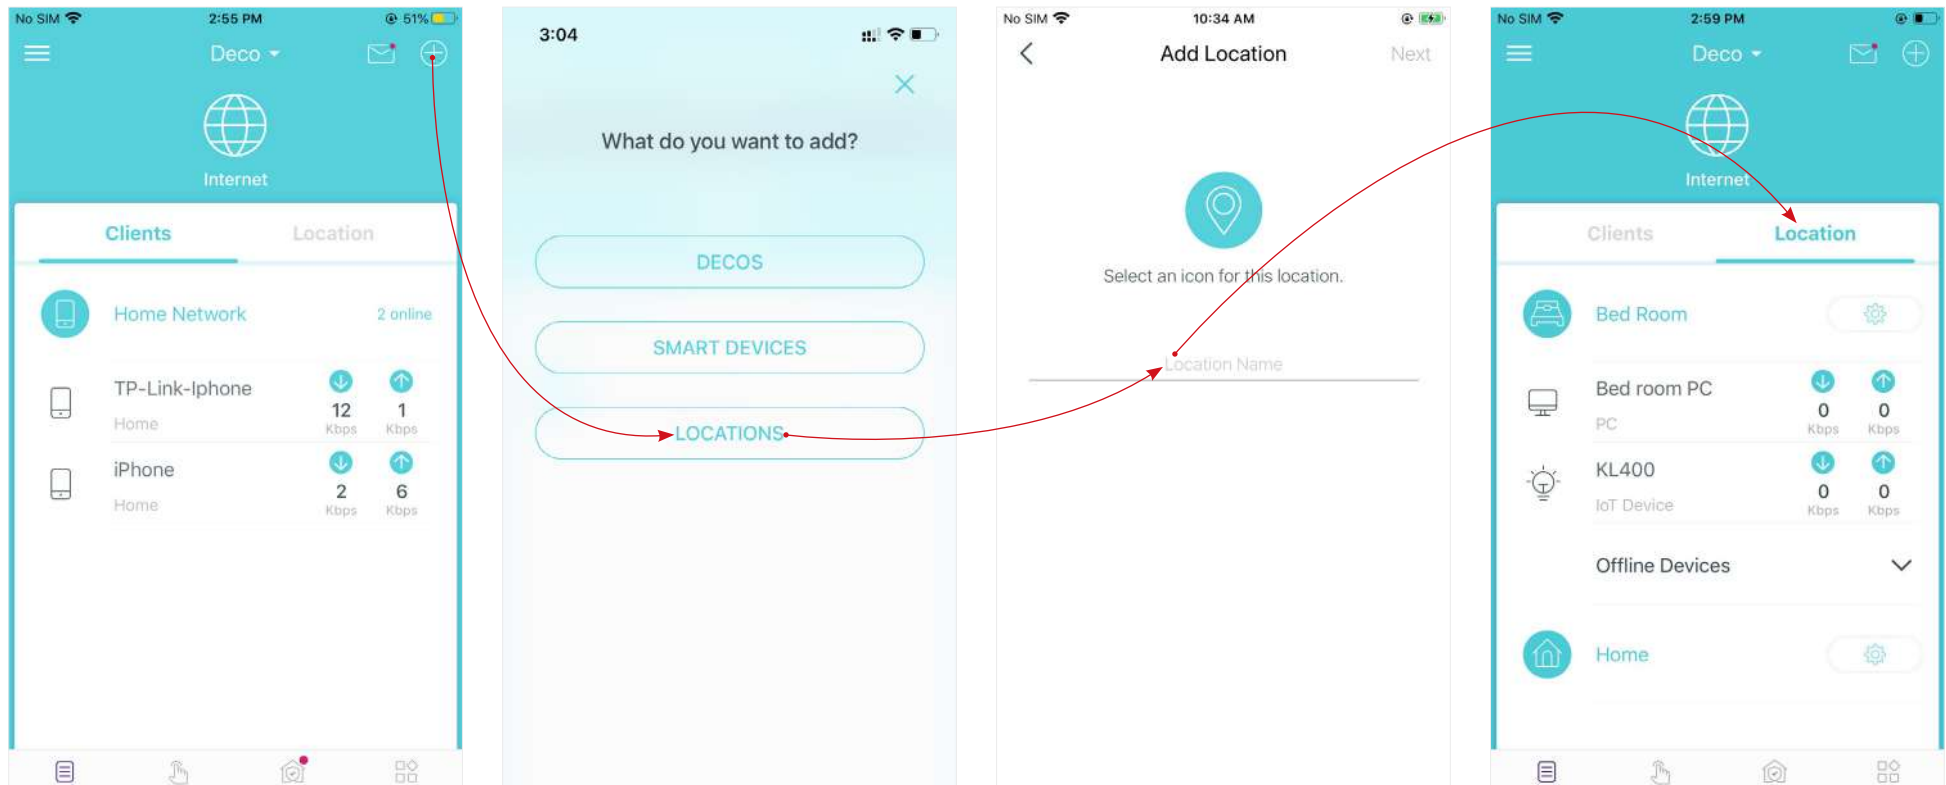 No SIM
2:55 PM
51%
Deco
Internet
Clients
Location
Home Network
2 online
TP-Link-Iphone
Home
12
Kbps
1
Kbps
iPhone
Home
2
Kbps
6
Kbps
3:04
What do you want to add?
DECOS
SMART DEVICES
LOCATIONS
No SIM
10:34 AM
Add Location
Next
Select an icon for this location.
Location Name
No SIM
2:59 PM
Deco
Internet
Clients
Location
Bed Room
Bed room PC
PC
0
Kbps
0
Kbps
KL400
IoT Device
0
Kbps
0
Kbps
Offline Devices
Home